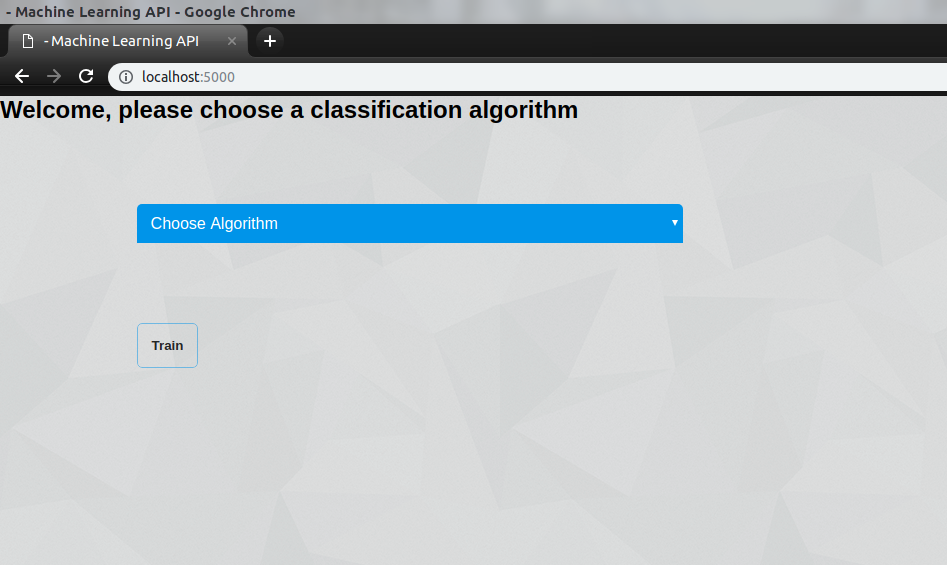 - Machine Learning API - Google Chrome
- Machine Learning API
localhost:5000
Welcome, please choose a classification algorithm
Choose Algorithm
Train